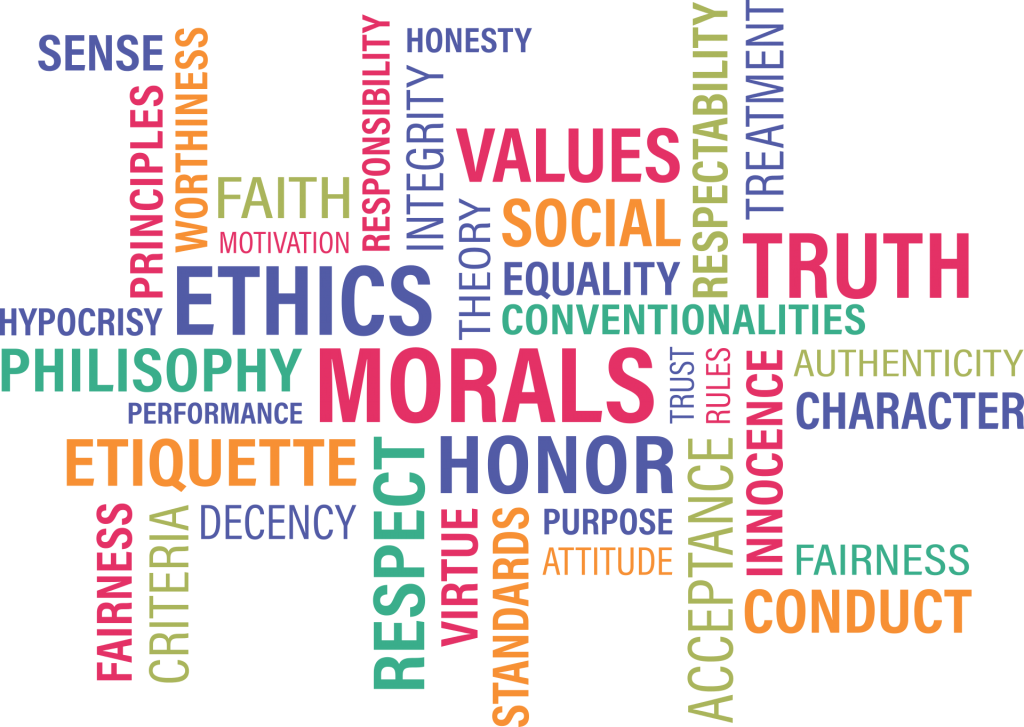 SENSE
PRINCIPLES
WORTHINESS
FAITH
MOTIVATION
RESPONSIBILITY
HONESTY
INTEGRITY
VALUES
THEORY
SOCIAL
EQUALITY
RESPECTABILITY
TREATMENT
TRUTH
HYPOCRISY
ETHICS
CONVENTIONALITIES
PHILISOPHY
PERFORMANCE
MORALS
TRUST
RULES
INNOCENCE
AUTHENTICITY
CHARACTER
ETIQUETTE
RESPECT
HONOR
ACCEPTANCE
FAIRNESS
CRITERIA
DECENCY
VIRTUE
STANDARDS
PURPOSE
ATTITUDE
FAIRNESS
CONDUCT